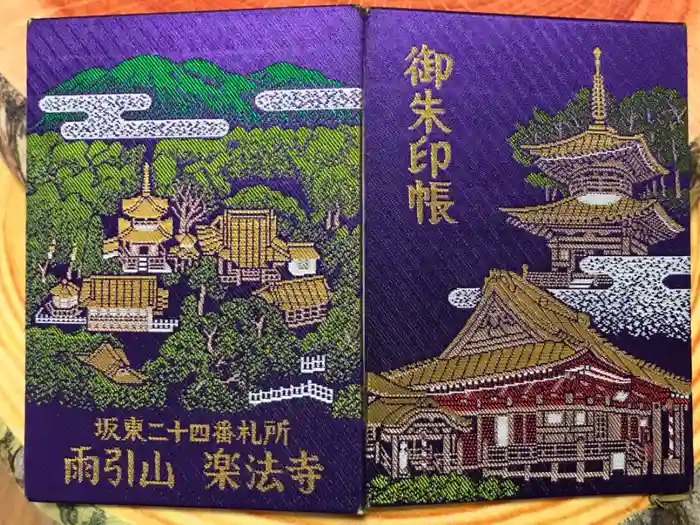 御朱印帳
坂東二十四番札所
雨引山 楽法寺